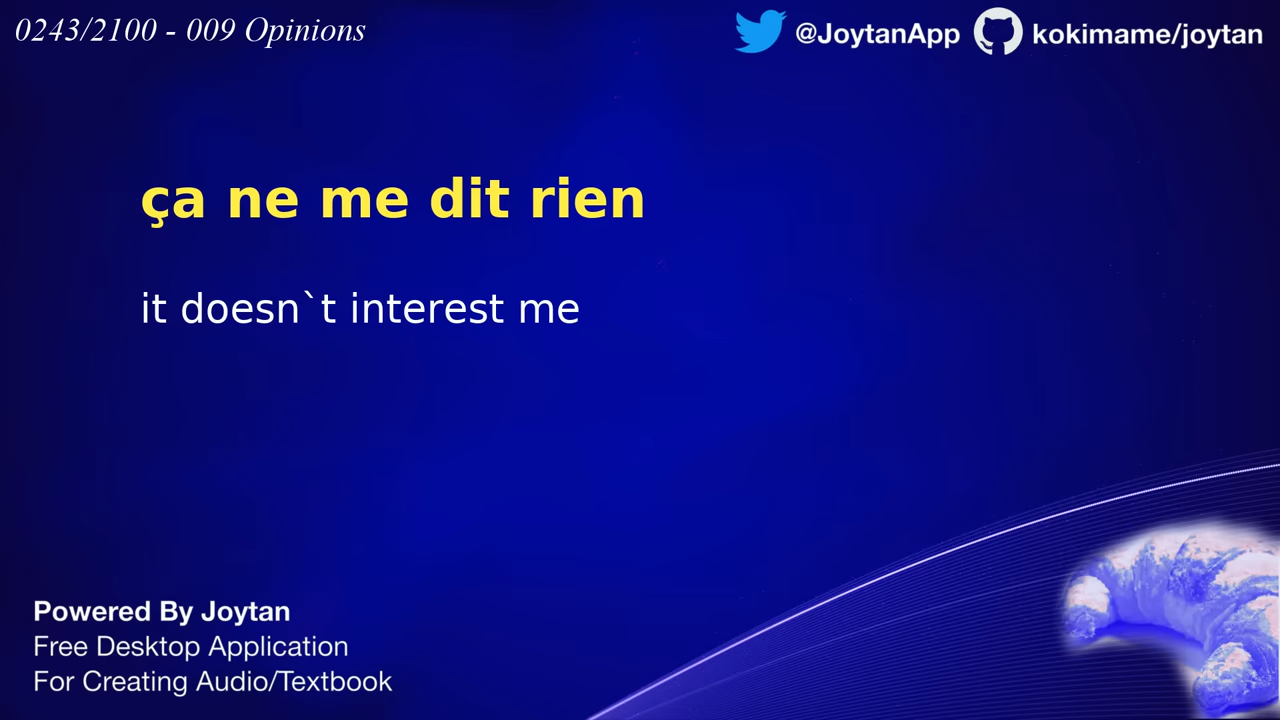 0243/2100 - 009 Opinions
@JoytanApp kokimame/joytan
ça ne me dit rien
it doesn`t interest me
Powered By Joytan
Free Desktop Application
For Creating Audio/Textbook